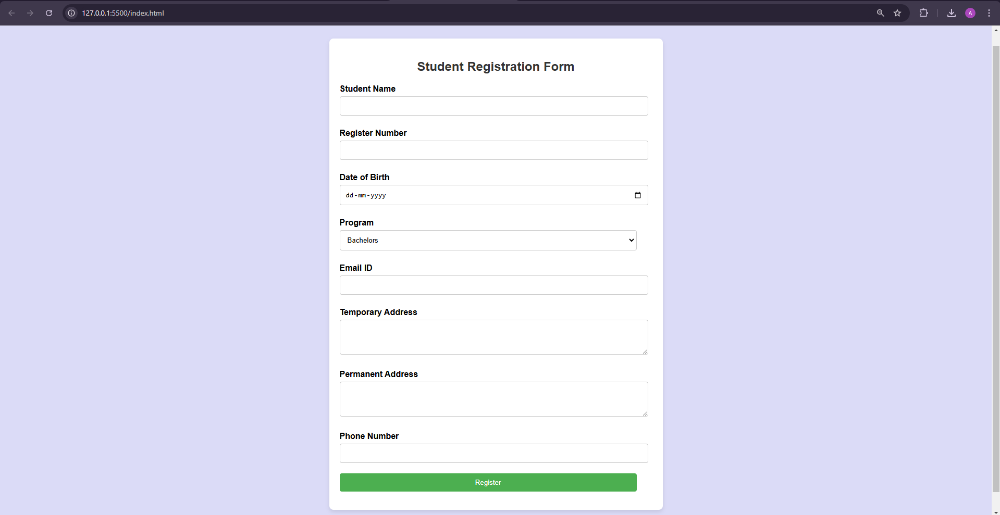 127.0.0.1:5500/index.html
A
Student Registration Form
Student Name
Register Number
Date of Birth
dd-mm-yyyy
Program
Bachelors
Email ID
Temporary Address
Permanent Address
Phone Number
Register